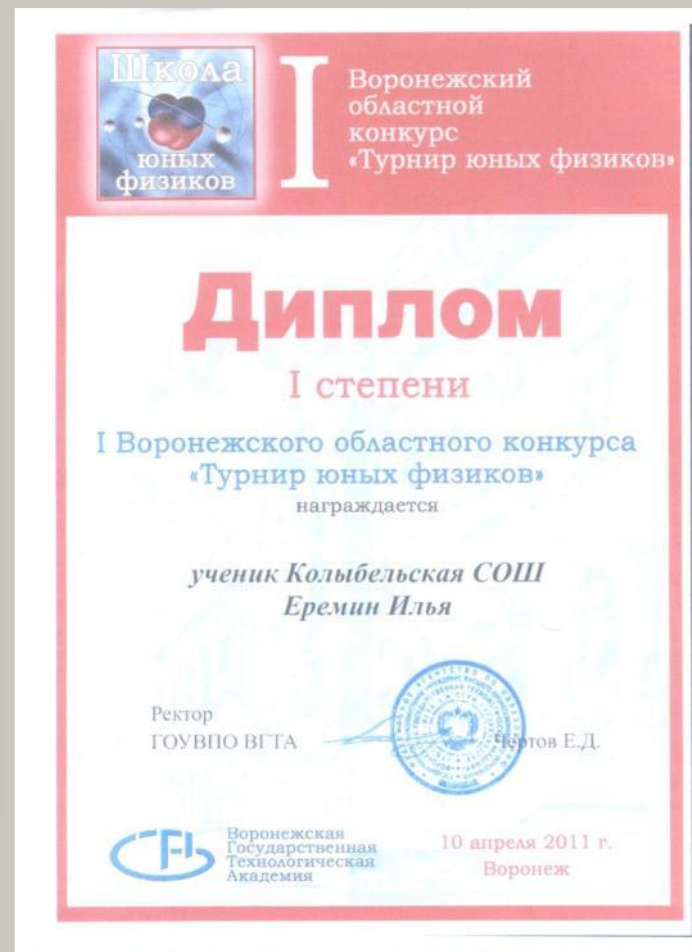 Школа
юных
физиков
I
Воронежский
областной
конкурс
«Турнир юных физиков»
Диплом
I степени
I Воронежского областного конкурса
«Турнир юных физиков»
награждается
ученик Колыбельская СОШ
Еремин Илья
Ректор
ГОУВПО ВГТА
Чертов Е.Д.
Воронежская
Государственная
Технологическая
Академия
10 апреля 2011 г.
Воронеж